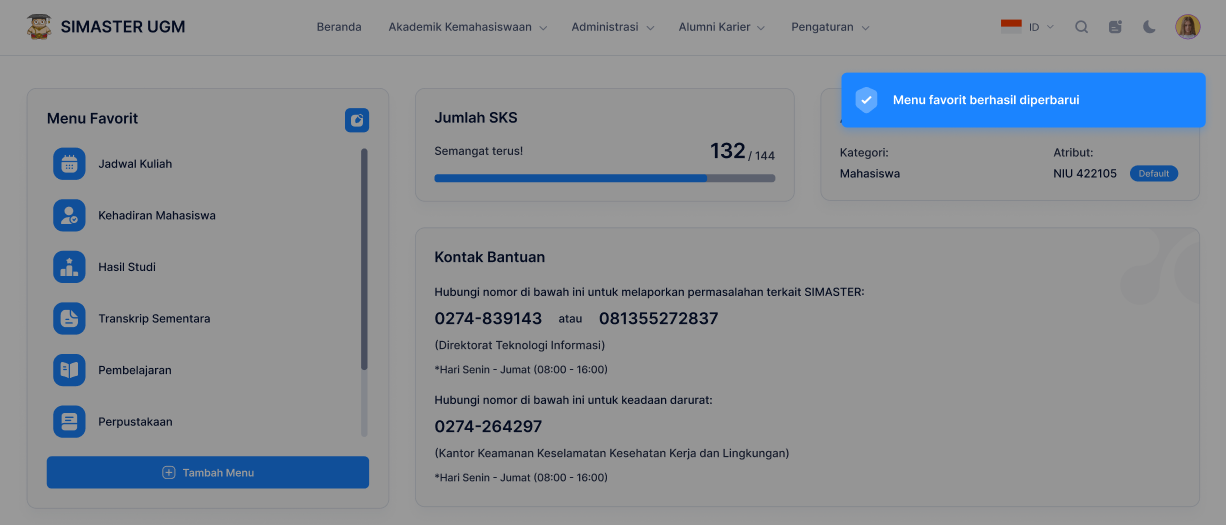 SIMASTER UGM
Beranda
Akademik Kemahasiswaan
Administrasi
Alumni Karier
Pengaturan
ID
Menu favorit berhasil diperbarui
Menu Favorit
Jadwal Kuliah
Kehadiran Mahasiswa
Hasil Studi
Transkrip Sementara
Pembelajaran
Perpustakaan
Tambah Menu
Jumlah SKS
Semangat terus!
132 / 144
Kategori:
Mahasiswa
Atribut:
NIU 422105 Default
Kontak Bantuan
Hubungi nomor di bawah ini untuk melaporkan permasalahan terkait SIMASTER:
0274-839143 atau 081355272837
(Direktorat Teknologi Informasi)
*Hari Senin - Jumat (08:00 - 16:00)
Hubungi nomor di bawah ini untuk keadaan darurat:
0274-264297
(Kantor Keamanan Keselamatan Kesehatan Kerja dan Lingkungan)
*Hari Senin - Jumat (08:00 - 16:00)